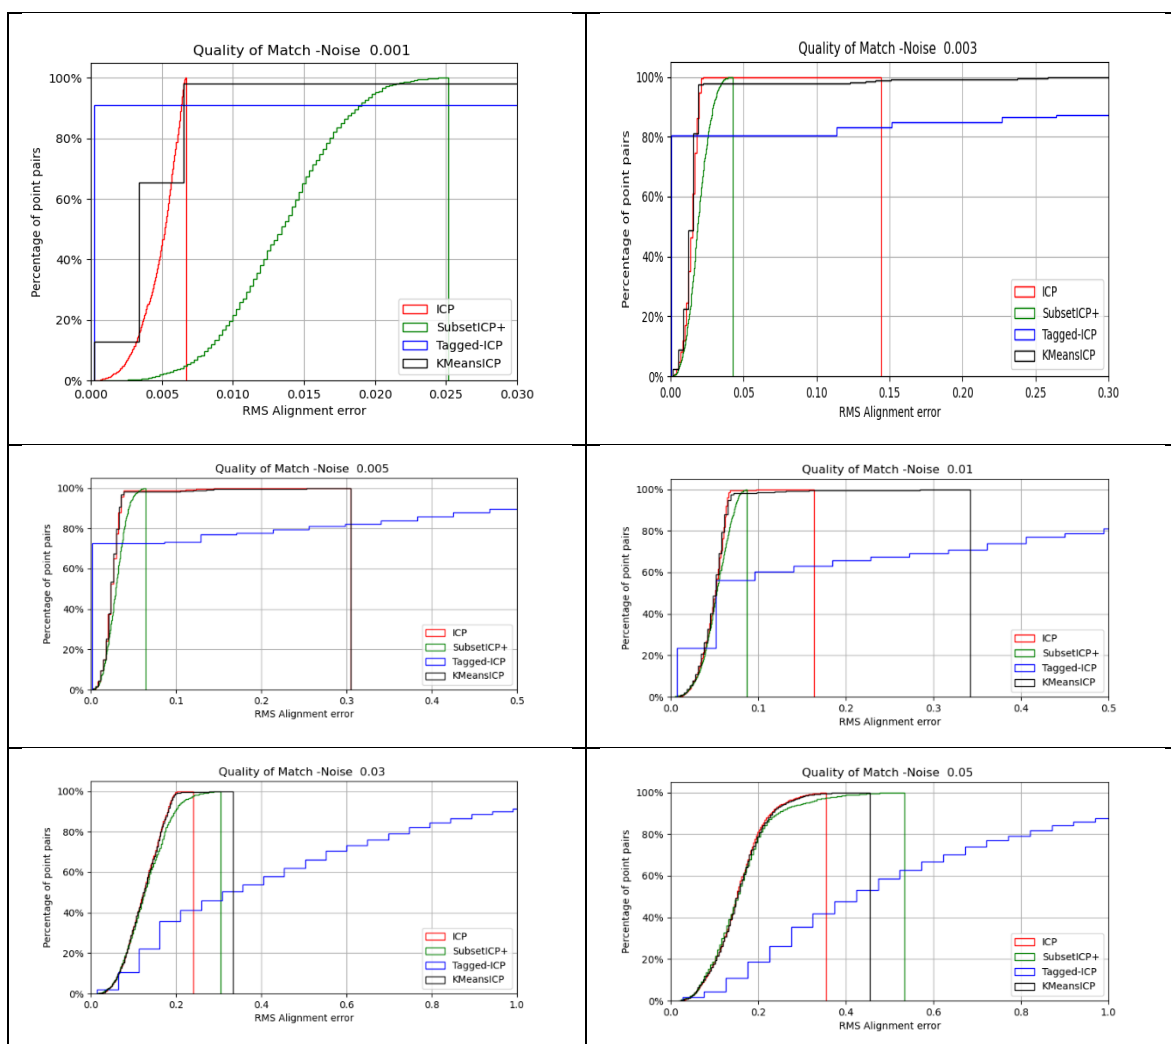 Quality of Match -Noise 0.001
Percentage of point pairs
100%
80%
60%
40%
20%
0%
ICP
SubsetICP+
Tagged-ICP
KMeansICP
0.000 0.005 0.010 0.015 0.020 0.025 0.030
RMS Alignment error
Quality of Match -Noise 0.003
Percentage of point pairs
100%
80%
60%
40%
20%
0%
ICP
SubsetICP+
Tagged-ICP
KMeansICP
0.00 0.05 0.10 0.15 0.20 0.25 0.30
RMS Alignment error
Quality of Match -Noise 0.005
Percentage of point pairs
100%
80%
60%
40%
20%
0%
ICP
SubsetICP+
Tagged-ICP
KMeansICP
0.0 0.1 0.2 0.3 0.4 0.5
RMS Alignment error
Quality of Match -Noise 0.01
Percentage of point pairs
100%
80%
60%
40%
20%
0%
ICP
SubsetICP+
Tagged-ICP
KMeansICP
0.0 0.1 0.2 0.3 0.4 0.5
RMS Alignment error
Quality of Match -Noise 0.03
Percentage of point pairs
100%
80%
60%
40%
20%
0%
ICP
SubsetICP+
Tagged-ICP
KMeansICP
0.0 0.2 0.4 0.6 0.8 1.0
RMS Alignment error
Quality of Match -Noise 0.05
Percentage of point pairs
100%
80%
60%
40%
20%
0%
ICP
SubsetICP+
Tagged-ICP
KMeansICP
0.0 0.2 0.4 0.6 0.8 1.0
RMS Alignment error